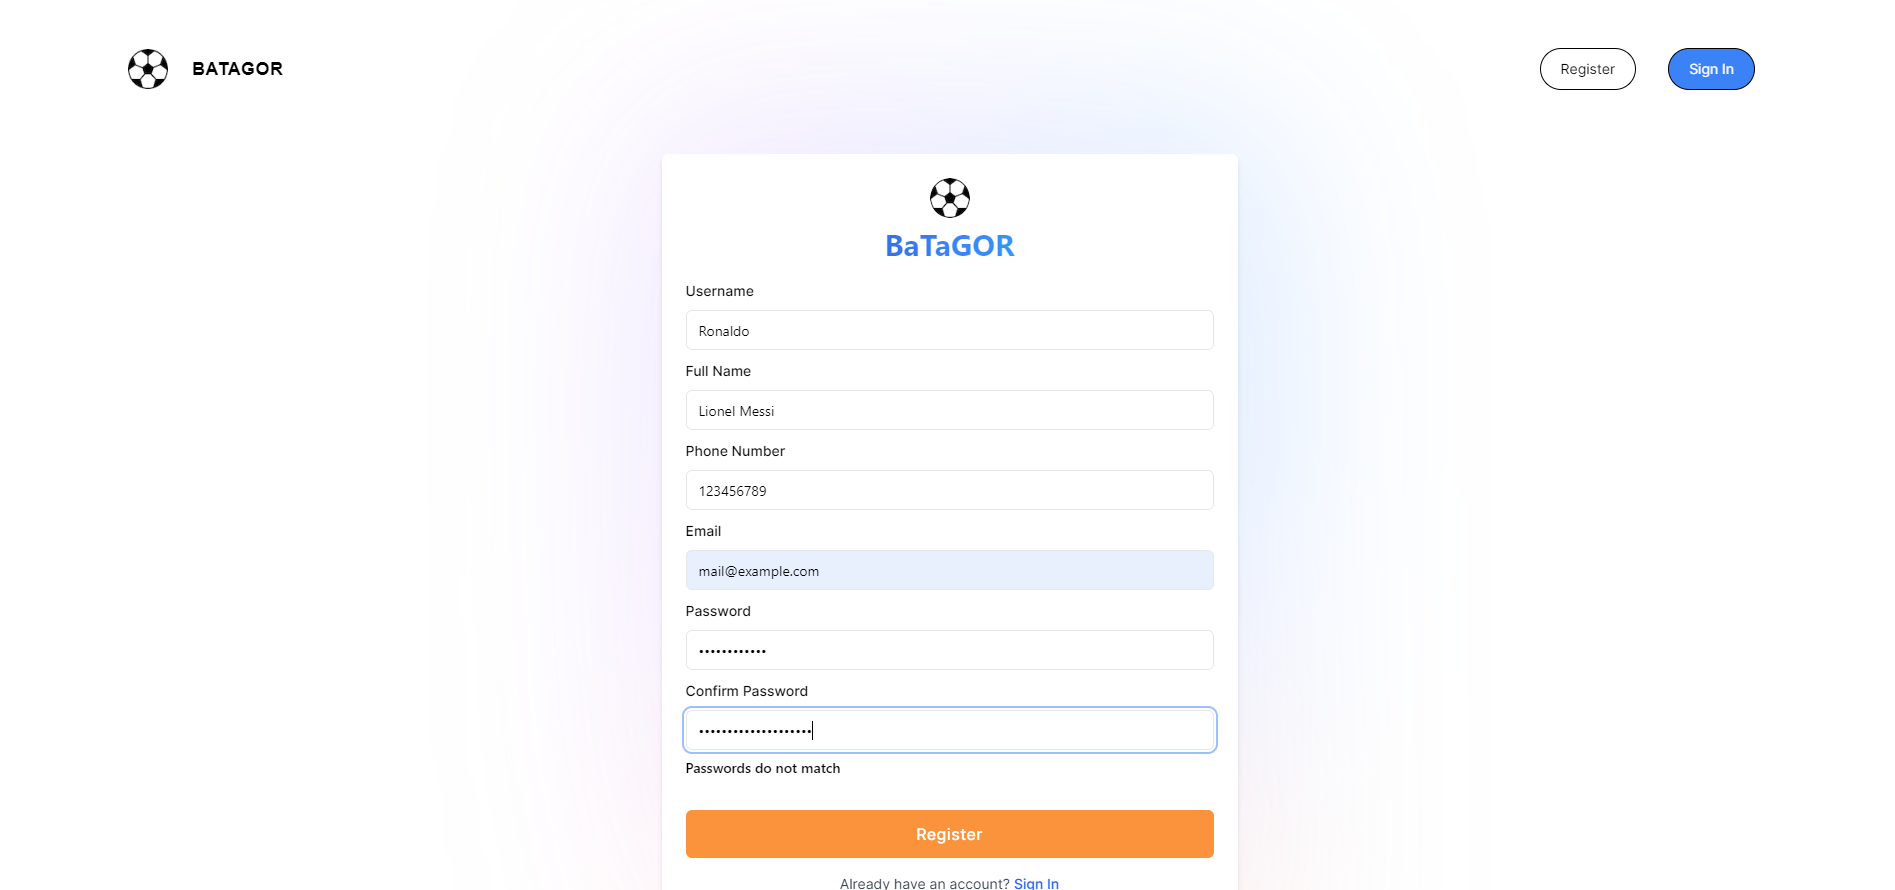 BATAGOR
Register
Sign In
BaTaGOR
Username
Ronaldo
Full Name
Lionel Messi
Phone Number
123456789
Email
mail@example.com
Password
••••••••••••
Confirm Password
••••••••••••••••••••
Passwords do not match
Register
Already have an account? Sign In